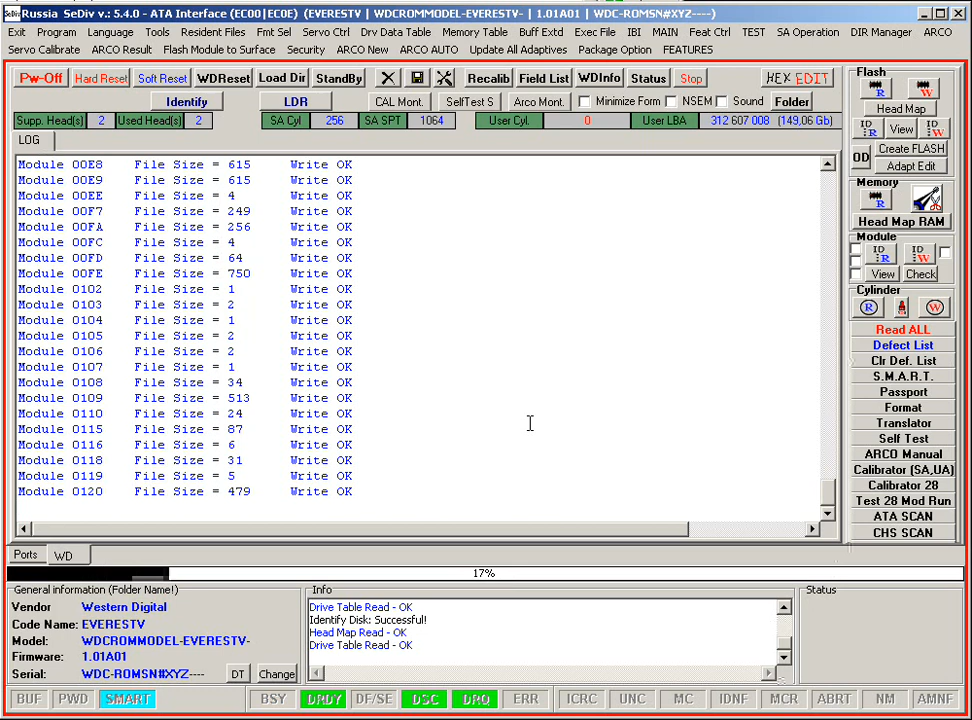 SeDiv Russia SeDiv v.: 5.4.0 - ATA Interface (EC00|EC0E) (EVERESTV | WDCROMMODEL-EVERESTV- | 1.01A01 | WDC-ROMSN#XYZ----)
Exit Program Language Tools Resident Files Fmt Sel Servo Ctrl Drv Data Table Memory Table Buff Extd Exec File IBI MAIN Feat Ctrl TEST SA Operation DIR Manager ARCO
Servo Calibrate ARCO Result Flash Module to Surface Security ARCO New ARCO AUTO Update All Adaptives Package Option FEATURES
Pw-Off Hard Reset Soft Reset WDReset Load Dir StandBy Recalib Field List WDInfo Status Stop HEX EDIT
Identify LDR CAL Mont. SelfTest S Arco Mont. Minimize Form NSEM Sound Folder
Supp. Head(s) 2 Used Head(s) 2 SA Cyl 256 SA SPT 1064 User Cyl. 0 User LBA 312 607 008 (149,06 Gb)
LOG
Module 00E8 File Size = 615 Write OK
Module 00E9 File Size = 615 Write OK
Module 00EE File Size = 4 Write OK
Module 00F7 File Size = 249 Write OK
Module 00FA File Size = 256 Write OK
Module 00FC File Size = 4 Write OK
Module 00FD File Size = 64 Write OK
Module 00FE File Size = 750 Write OK
Module 0102 File Size = 1 Write OK
Module 0103 File Size = 2 Write OK
Module 0104 File Size = 1 Write OK
Module 0105 File Size = 2 Write OK
Module 0106 File Size = 2 Write OK
Module 0107 File Size = 1 Write OK
Module 0108 File Size = 34 Write OK
Module 0109 File Size = 513 Write OK
Module 0110 File Size = 24 Write OK
Module 0115 File Size = 87 Write OK
Module 0116 File Size = 6 Write OK
Module 0118 File Size = 31 Write OK
Module 0119 File Size = 5 Write OK
Module 0120 File Size = 479 Write OK
Flash
R W
Head Map
ID R View ID W
OD Create FLASH
Adapt Edit
Memory
R
Head Map RAM
Module
ID R ID W
View Check
Cylinder
R W
Read ALL
Defect List
Clr Def. List
S.M.A.R.T.
Passport
Format
Translator
Self Test
ARCO Manual
Calibrator (SA,UA)
Calibrator 28
Test 28 Mod Run
ATA SCAN
CHS SCAN
Ports WD
17%
General information (Folder Name!)
Vendor Western Digital
Code Name: EVERESTV
Model: WDCROMMODEL-EVERESTV-
Firmware: 1.01A01
Serial: WDC-ROMSN#XYZ---- DT Change
Info
Drive Table Read - OK
Identify Disk: Successful!
Head Map Read - OK
Drive Table Read - OK
Status
BUF PWD SMART BSY DRDY DF/SE DSC DRQ ERR ICRC UNC MC IDNF MCR ABRT NM AMNF